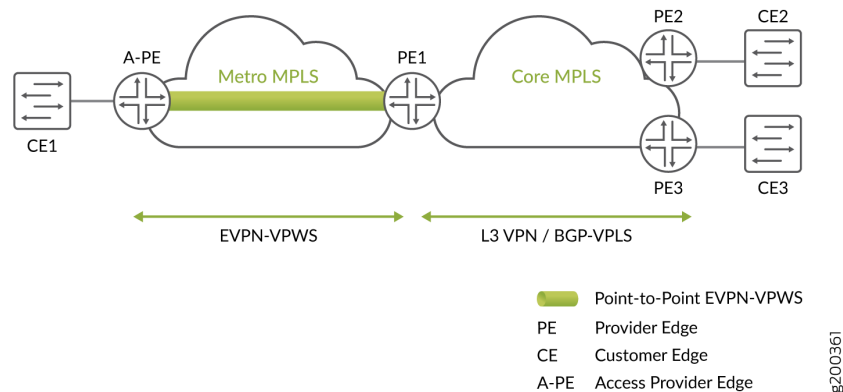 PE2
CE2
A-PE
PE1
Metro MPLS
Core MPLS
CE1
PE3
CE3
EVPN-VPWS
L3 VPN / BGP-VPLS
Point-to-Point EVPN-VPWS
PE Provider Edge
CE Customer Edge
A-PE Access Provider Edge
g200361